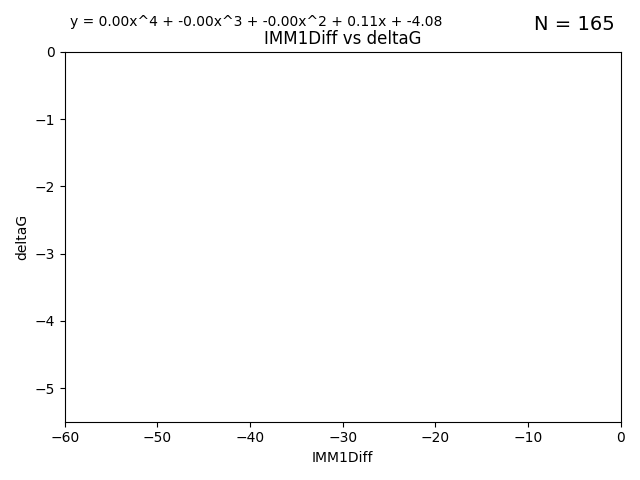 y = 0.00x^4 + -0.00x^3 + -0.00x^2 + 0.11x + -4.08
N = 165
IMM1Diff vs deltaG
0
−1
−2
−3
−4
−5
deltaG
−60
−50
−40
−30
−20
−10
0
IMM1Diff